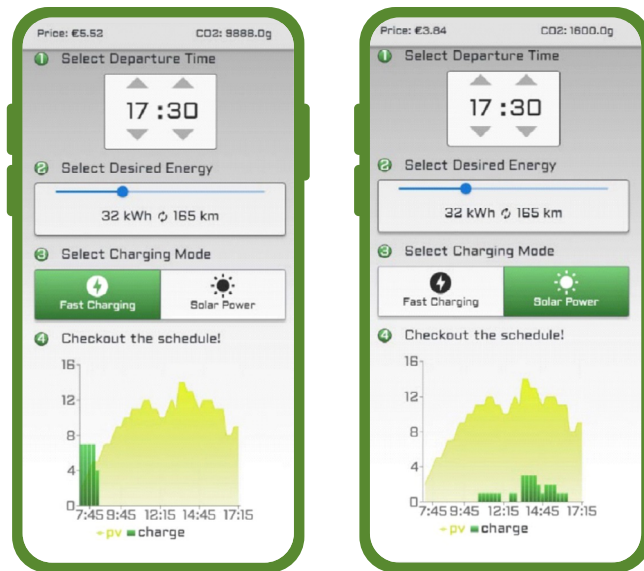 Price: €5.52 CO2: 9888.0g
1 Select Departure Time
17 :30
2 Select Desired Energy
32 kWh 165 km
3 Select Charging Mode
Fast Charging Solar Power
4 Checkout the schedule!
16
12
8
4
0
7:45 9:45 12:15 14:45 17:15
pv charge
Price: €3.84 CO2: 1600.0g
1 Select Departure Time
17 :30
2 Select Desired Energy
32 kWh 165 km
3 Select Charging Mode
Fast Charging Solar Power
4 Checkout the schedule!
16
12
8
4
0
7:45 9:45 12:15 14:45 17:15
pv charge